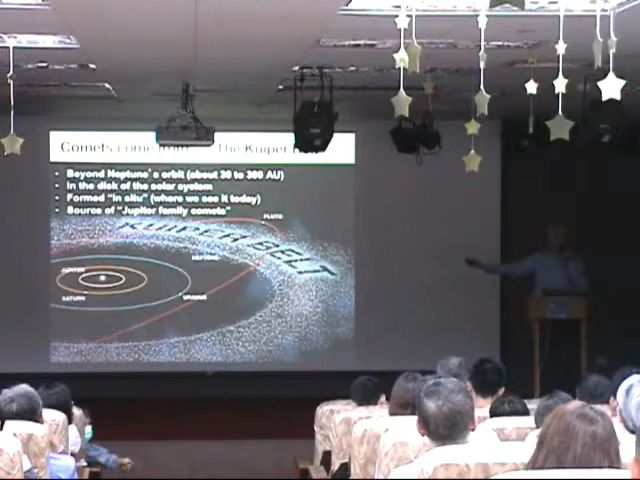 Comets come from The Kuiper
• Beyond Neptune's orbit (about 30 to 300 AU)
• In the disk of the solar system
• Formed "in situ" (where we see it today)
• Source of "Jupiter family comets"
PLUTO
KUIPER BELT
NEPTUNE
JUPITER
SATURN
URANUS